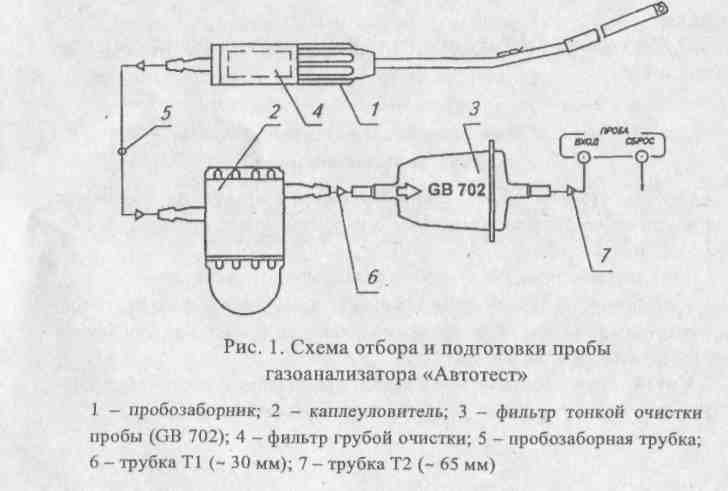 5
2
4
1
3
ПРОБА
ВХОД СБРОС
GB 702
6
7
Рис. 1. Схема отбора и подготовки пробы
газоанализатора «Автотест»
1 – пробозаборник; 2 – каплеуловитель; 3 – фильтр тонкой очистки
пробы (GB 702); 4 – фильтр грубой очистки; 5 – пробозаборная трубка;
6 – трубка Т1 (~ 30 мм); 7 – трубка Т2 (~ 65 мм)